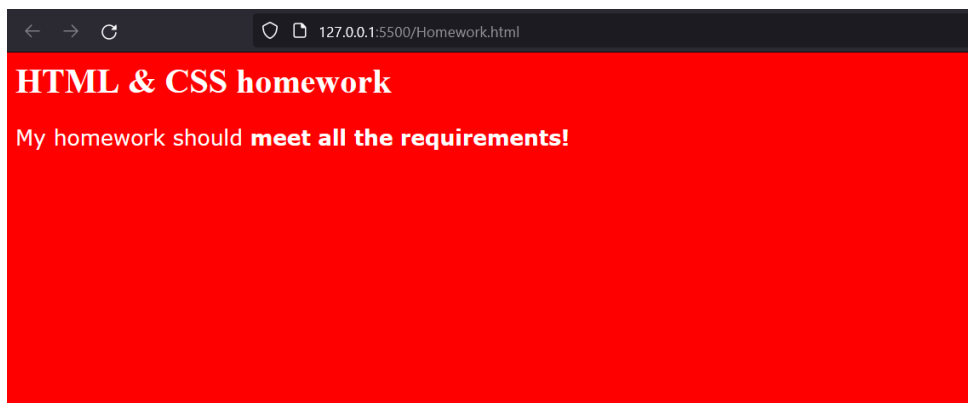 127.0.0.1:5500/Homework.html
HTML & CSS homework
My homework should meet all the requirements!